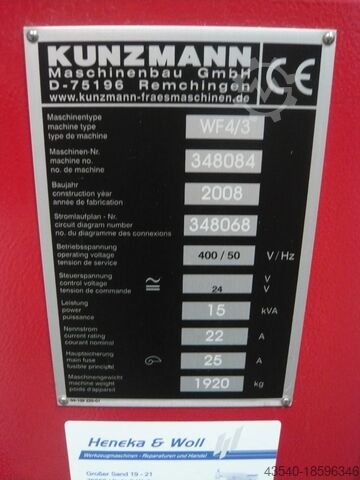 KUNZMANN
Maschinenbau GmbH
D-75196 Remchingen
www.kunzmann-fraesmaschinen.de
CE
Maschinentype
machine type
type de machine
WF4/3
Maschinen-Nr.
machine no.
no. de machine
348084
Baujahr
construction year
année de fabrication
2008
Stromlaufplan - Nr.
circuit diagram number
no. du diagramme des connexions
348068
Betriebsspannung
operating voltage
tension de service
400 / 50 V/Hz
Steuerspannung
control voltage
tension de commande
≅ 24 V
V
Leistung
power
puissance
15 kVA
Nennstrom
current rating
courant nominal
22 A
Hauptsicherung
main fuse
fusible principle
25 A
Maschinengewicht
machine weight
poids de machine
1920 kg
Heneka & Woll
Werkzeugmaschinen - Reparaturen und Handel
Großer Sand 19 - 21
43540-18596346